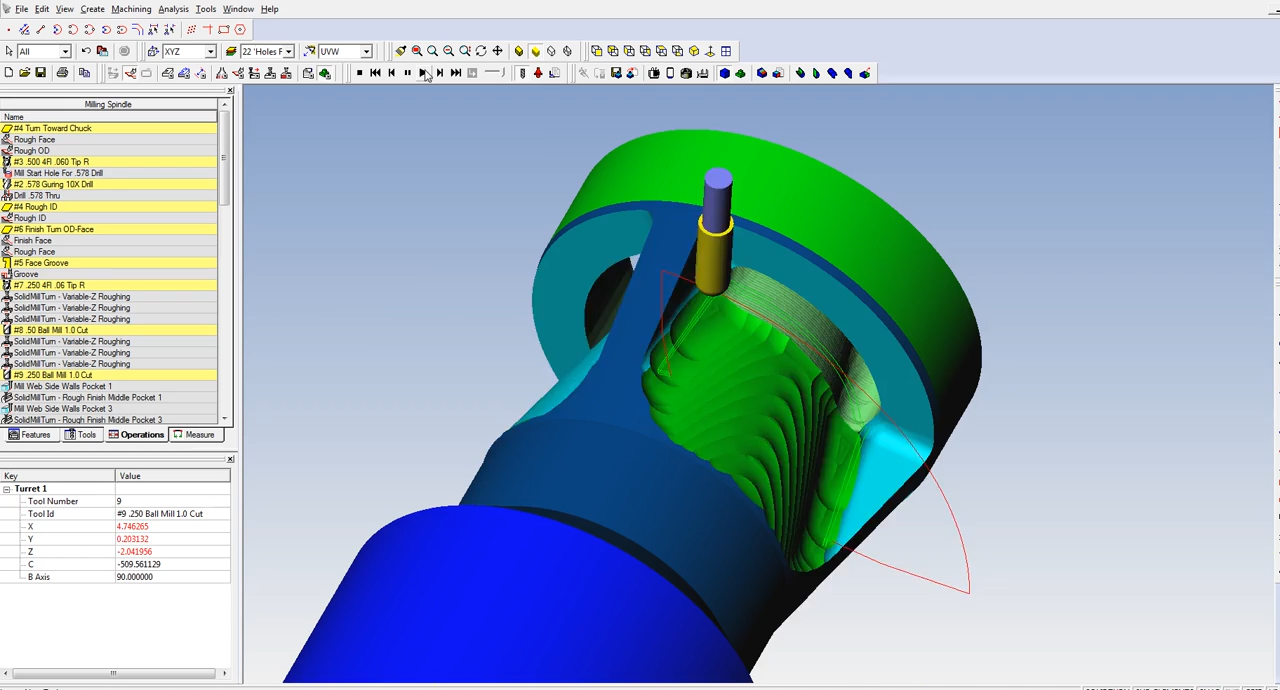 File Edit View Create Machining Analysis Tools Window Help
All XYZ 22 'Holes F UVW
Milling Spindle
Name
#4 Turn Toward Chuck
Rough Face
Rough OD
#3 .500 4Fl .060 Tip R
Mill Start Hole For .578 Drill
#2 .578 Guring 10X Drill
Drill .578 Thru
#4 Rough ID
Rough ID
#6 Finish Turn OD-Face
Finish Face
Rough Face
#5 Face Groove
Groove
#7 .250 4Fl .06 Tip R
SolidMillTurn - Variable-Z Roughing
SolidMillTurn - Variable-Z Roughing
SolidMillTurn - Variable-Z Roughing
#8 .50 Ball Mill 1.0 Cut
SolidMillTurn - Variable-Z Roughing
SolidMillTurn - Variable-Z Roughing
SolidMillTurn - Variable-Z Roughing
#9 .250 Ball Mill 1.0 Cut
Mill Web Side Walls Pocket 1
SolidMillTurn - Rough Finish Middle Pocket 1
Mill Web Side Walls Pocket 3
SolidMillTurn - Rough Finish Middle Pocket 3
Features Tools Operations Measure
Key Value
Turret 1
Tool Number 9
Tool Id #9 .250 Ball Mill 1.0 Cut
X 4.746265
Y 0.203132
Z -2.041956
C -509.561129
B Axis 90.000000